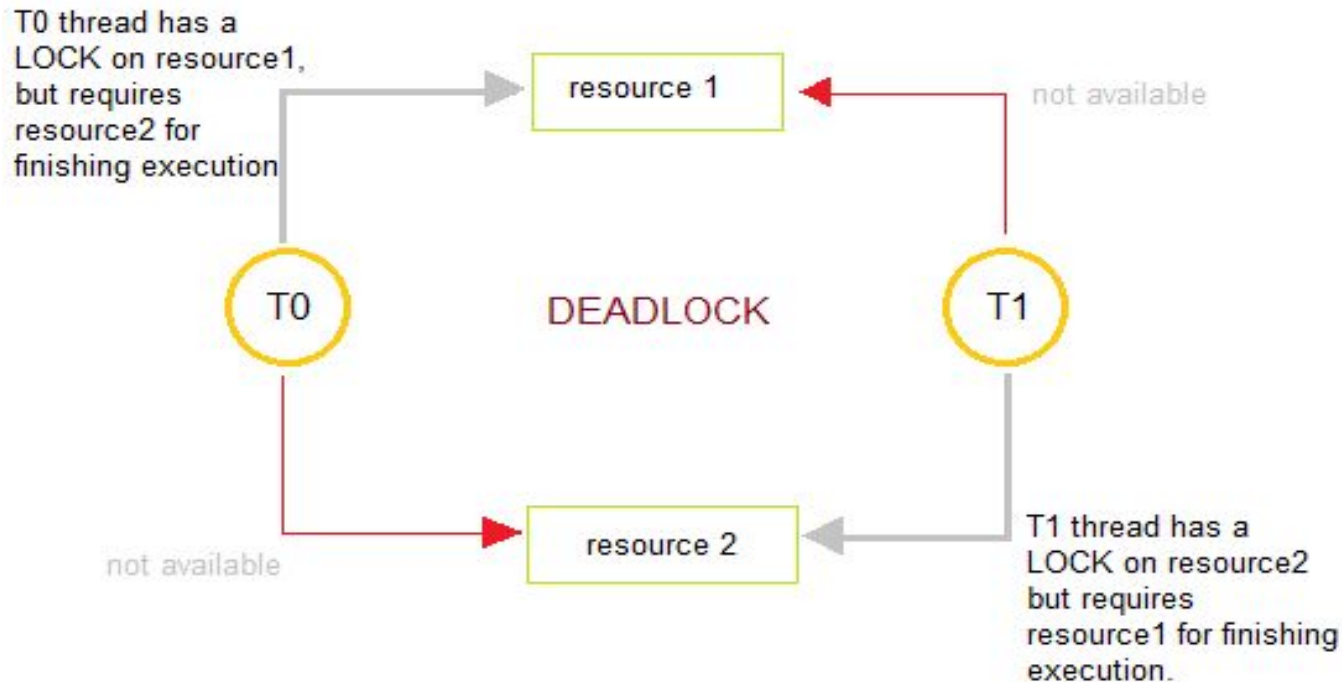 T0 thread has a
LOCK on resource1,
but requires
resource2 for
finishing execution
resource 1
not available
T0
DEADLOCK
T1
not available
resource 2
T1 thread has a
LOCK on resource2
but requires
resource1 for finishing
execution.